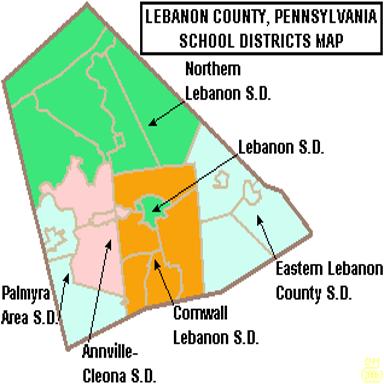 LEBANON COUNTY, PENNSYLVANIA
SCHOOL DISTRICTS MAP
Northern
Lebanon S.D.
Lebanon S.D.
Eastern Lebanon
County S.D.
Palmyra
Area S.D.
Cornwall
Lebanon S.D.
Annville-
Cleona S.D.